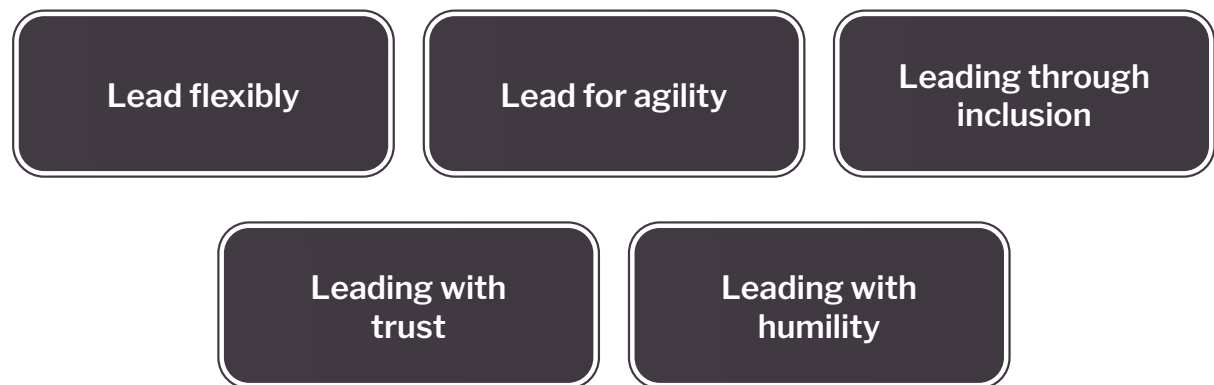 Lead flexibly
Lead for agility
Leading through
inclusion
Leading with
trust
Leading with
humility